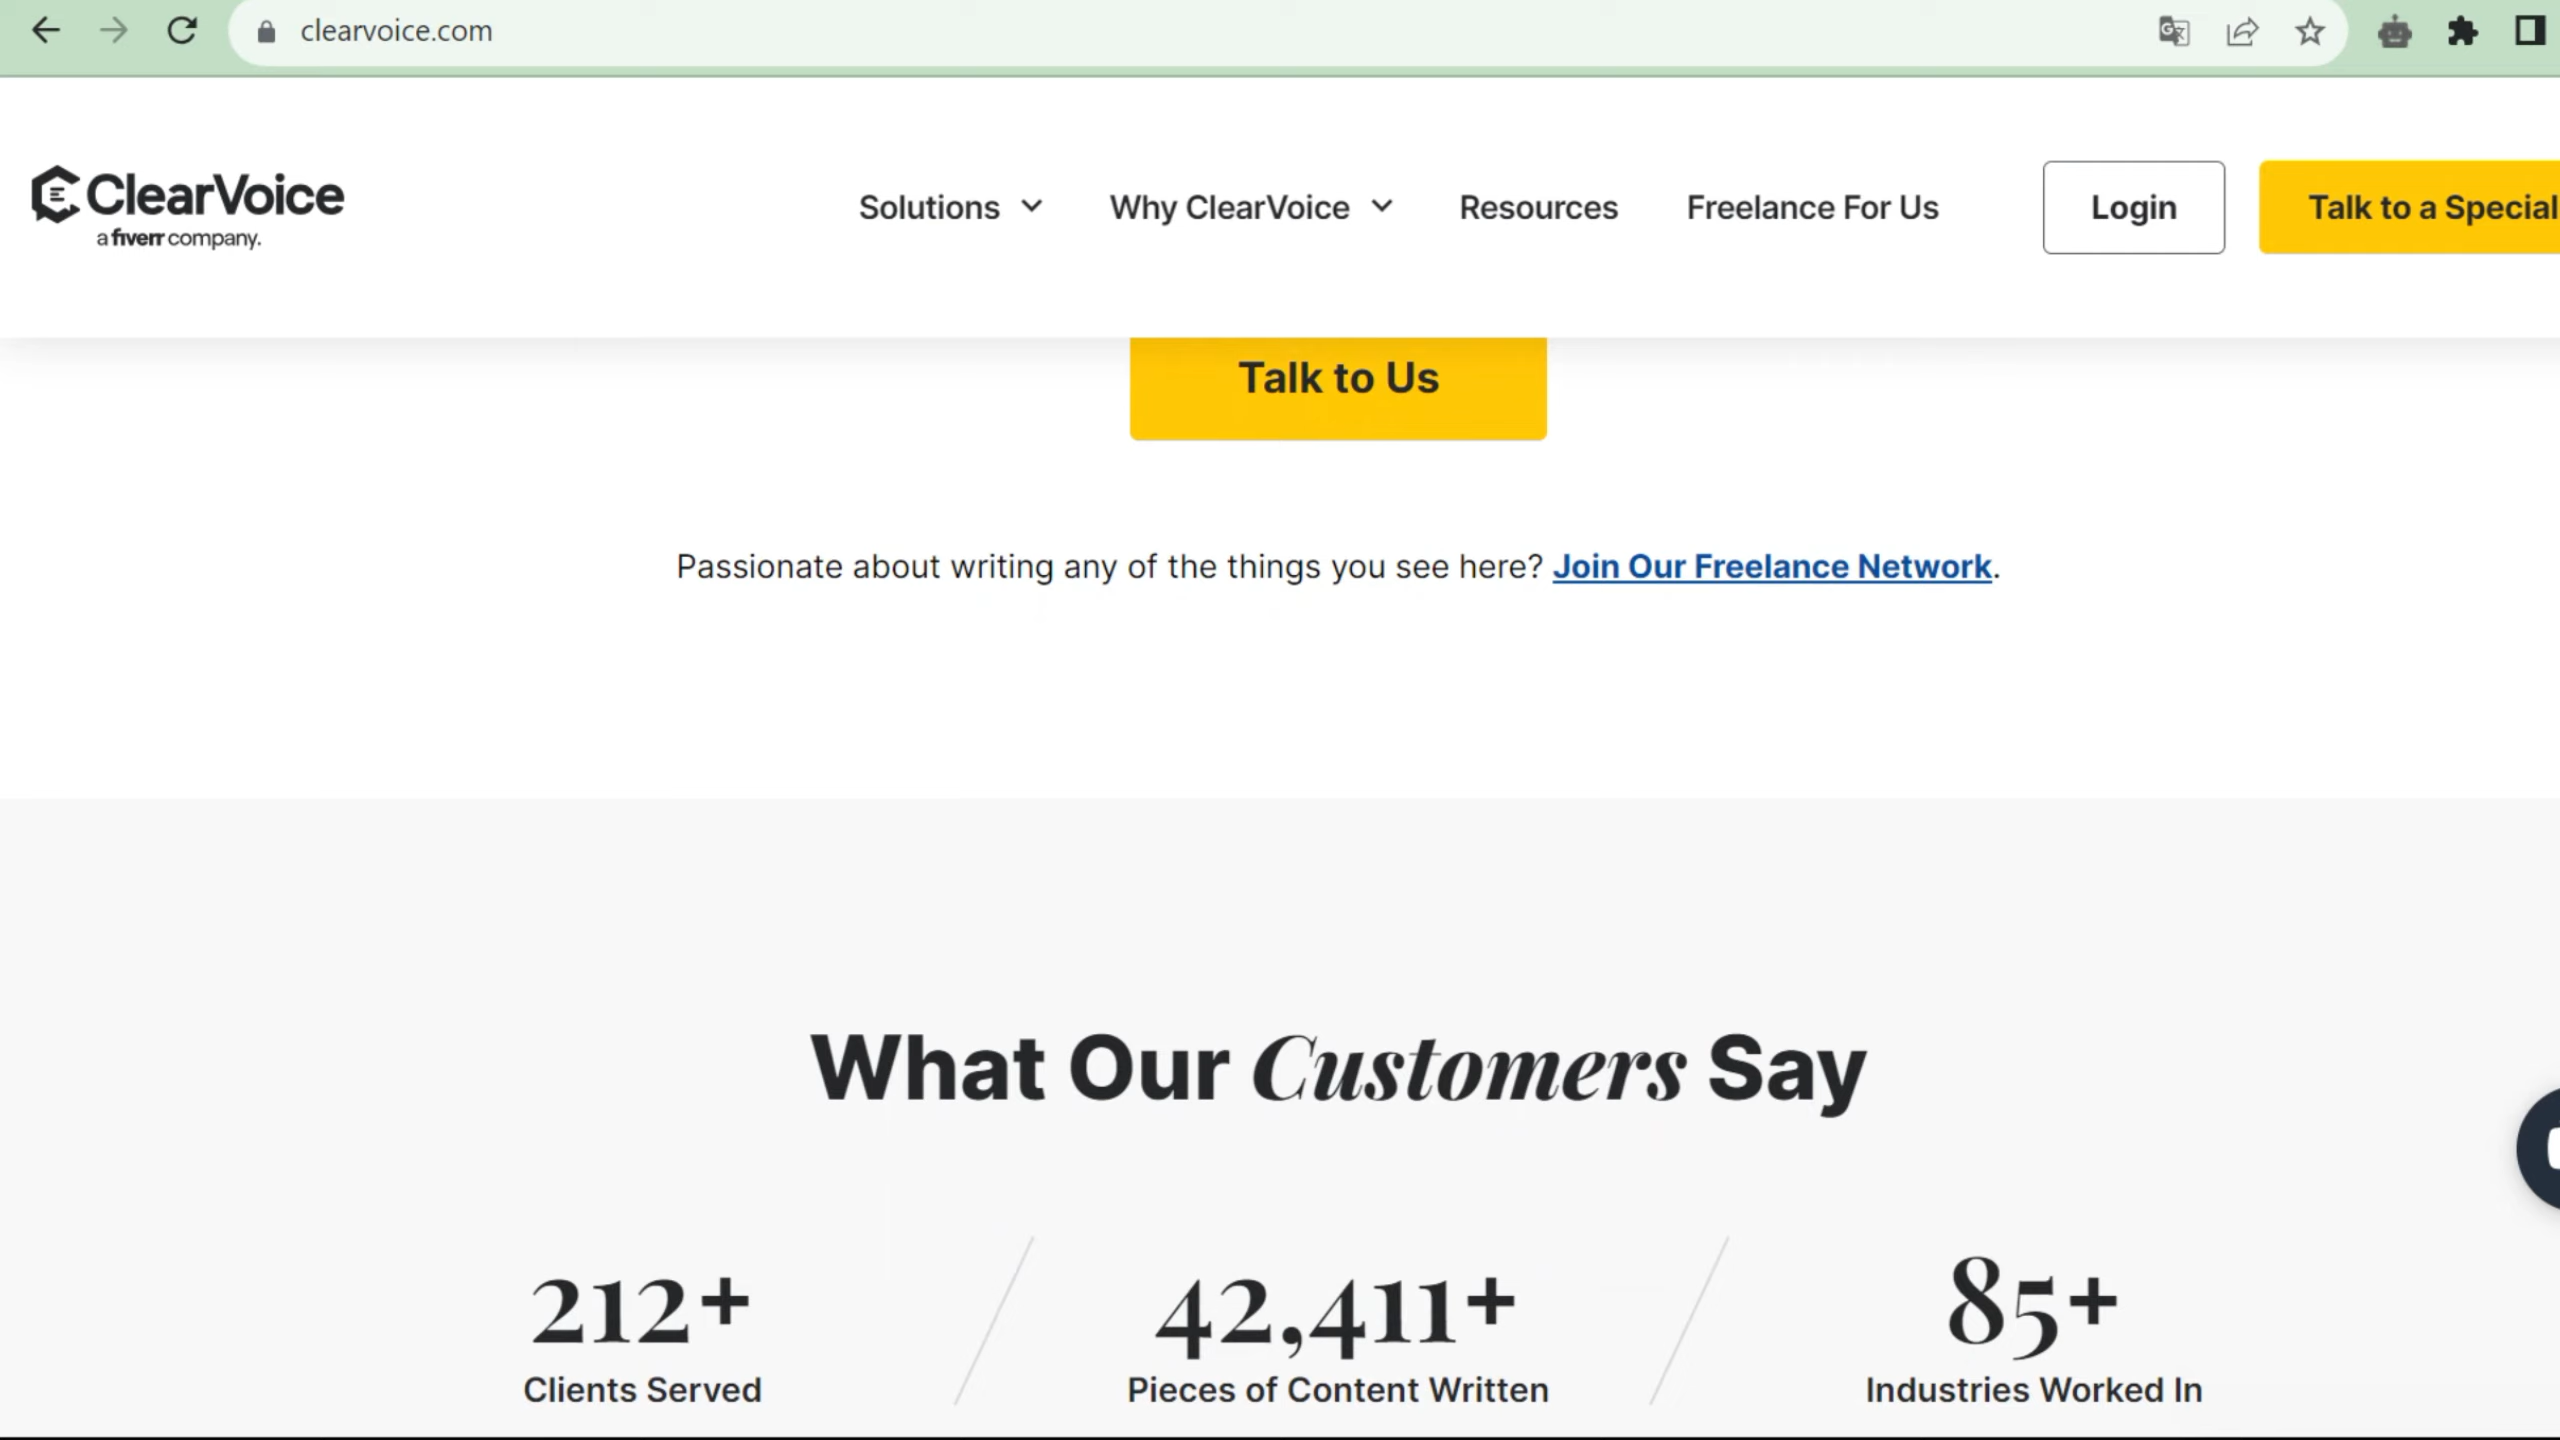 clearvoice.com
ClearVoice
a fiverr company.
Solutions
Why ClearVoice
Resources
Freelance For Us
Login
Talk to a Special
Talk to Us
Passionate about writing any of the things you see here? Join Our Freelance Network.
What Our Customers Say
212+
42,411+
85+
Clients Served
Pieces of Content Written
Industries Worked In